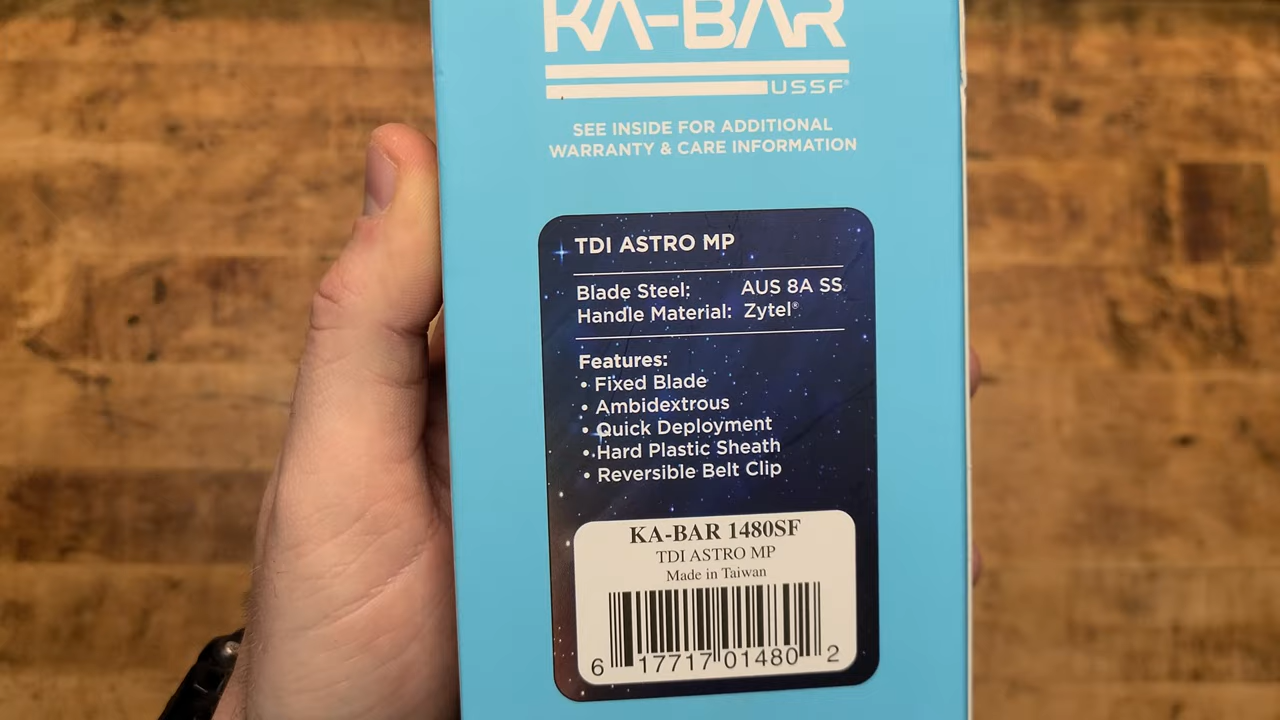 KA-BAR
USSF®
SEE INSIDE FOR ADDITIONAL
WARRANTY & CARE INFORMATION
TDI ASTRO MP
Blade Steel: AUS 8A SS
Handle Material: Zytel®
Features:
• Fixed Blade
• Ambidextrous
• Quick Deployment
• Hard Plastic Sheath
• Reversible Belt Clip
KA-BAR 1480SF
TDI ASTRO MP
Made in Taiwan
6 17717 01480 2